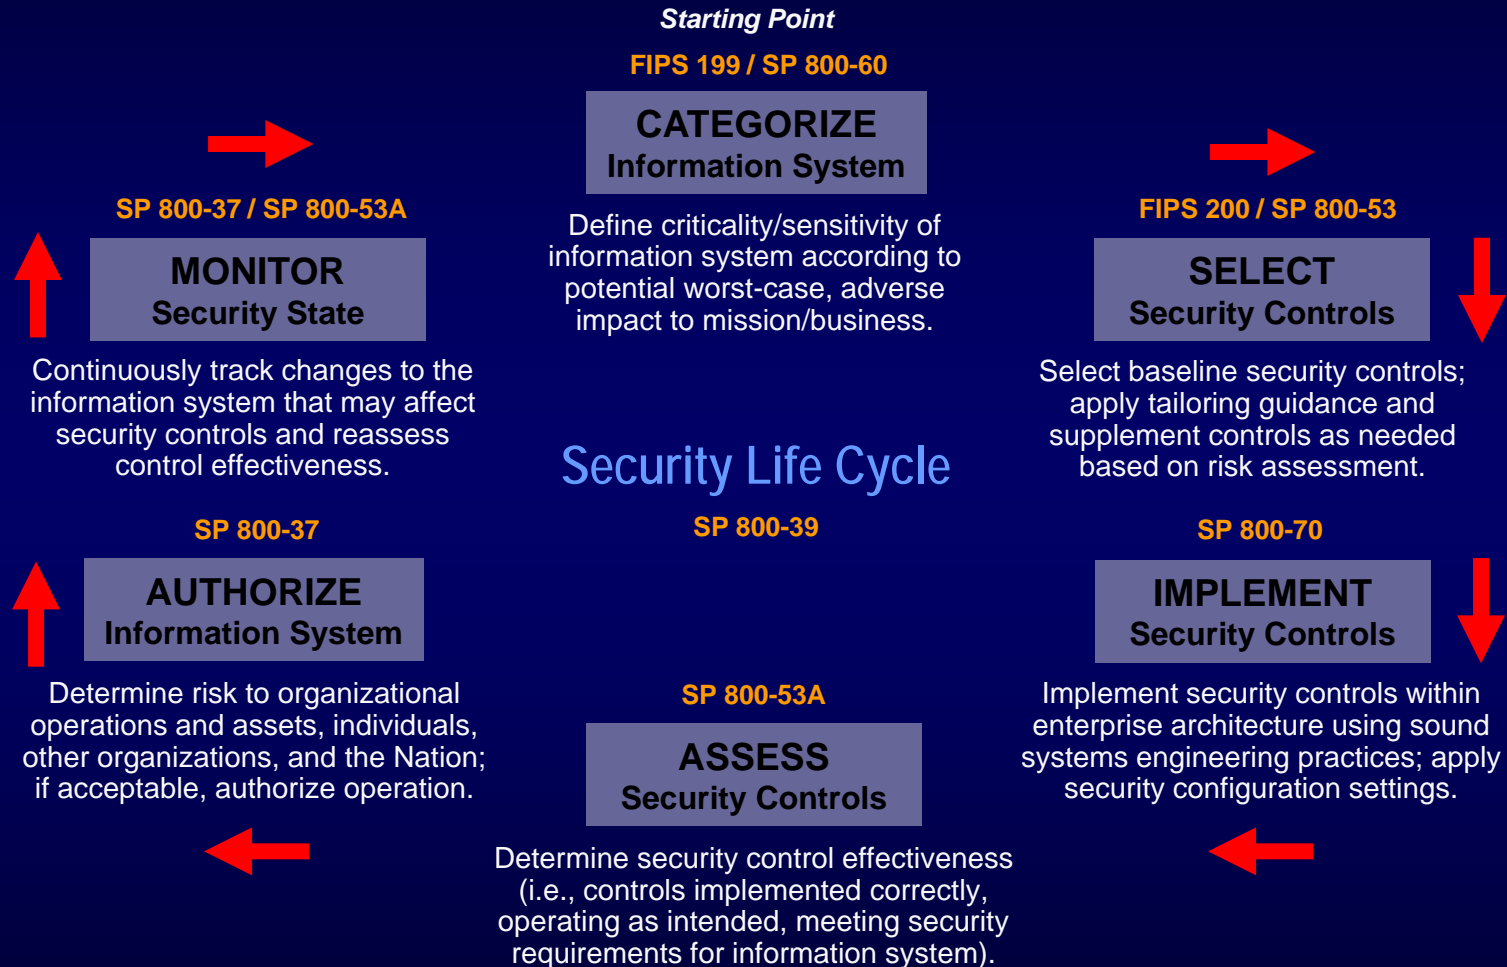 Starting Point
FIPS 199 / SP 800-60
CATEGORIZE
Information System
Define criticality/sensitivity of
information system according to
potential worst-case, adverse
impact to mission/business.
FIPS 200 / SP 800-53
SELECT
Security Controls
Select baseline security controls;
apply tailoring guidance and
supplement controls as needed
based on risk assessment.
SP 800-70
IMPLEMENT
Security Controls
Implement security controls within
enterprise architecture using sound
systems engineering practices; apply
security configuration settings.
SP 800-53A
ASSESS
Security Controls
Determine security control effectiveness
(i.e., controls implemented correctly,
operating as intended, meeting security
requirements for information system).
SP 800-37
AUTHORIZE
Information System
Determine risk to organizational
operations and assets, individuals,
other organizations, and the Nation;
if acceptable, authorize operation.
SP 800-37 / SP 800-53A
MONITOR
Security State
Continuously track changes to the
information system that may affect
security controls and reassess
control effectiveness.
Security Life Cycle
SP 800-39